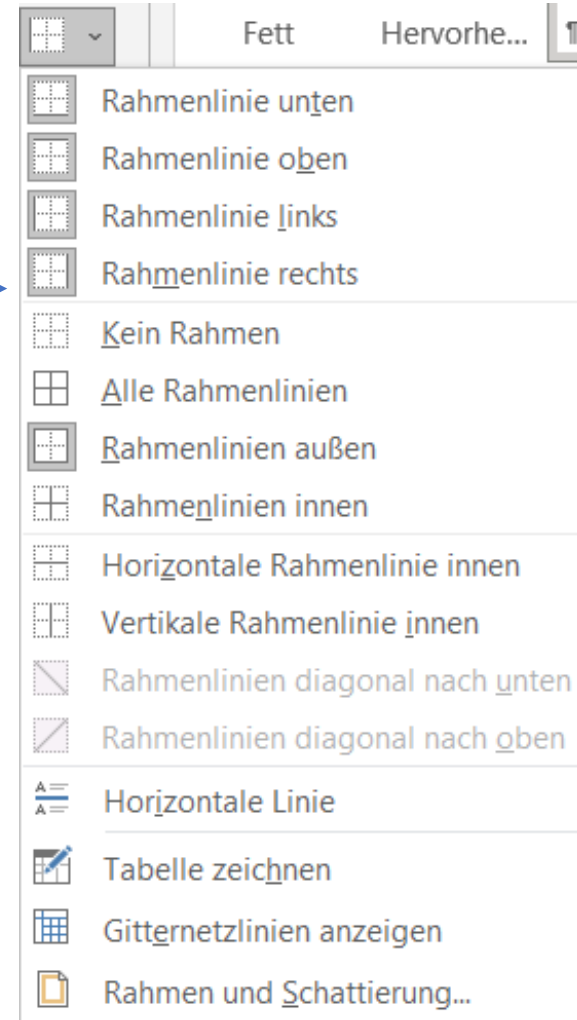 Fett Hervorhe... ¶
Rahmenlinie unten
Rahmenlinie oben
Rahmenlinie links
Rahmenlinie rechts
Kein Rahmen
Alle Rahmenlinien
Rahmenlinien außen
Rahmenlinien innen
Horizontale Rahmenlinie innen
Vertikale Rahmenlinie innen
Rahmenlinien diagonal nach unten
Rahmenlinien diagonal nach oben
Horizontale Linie
Tabelle zeichnen
Gitternetzlinien anzeigen
Rahmen und Schattierung...